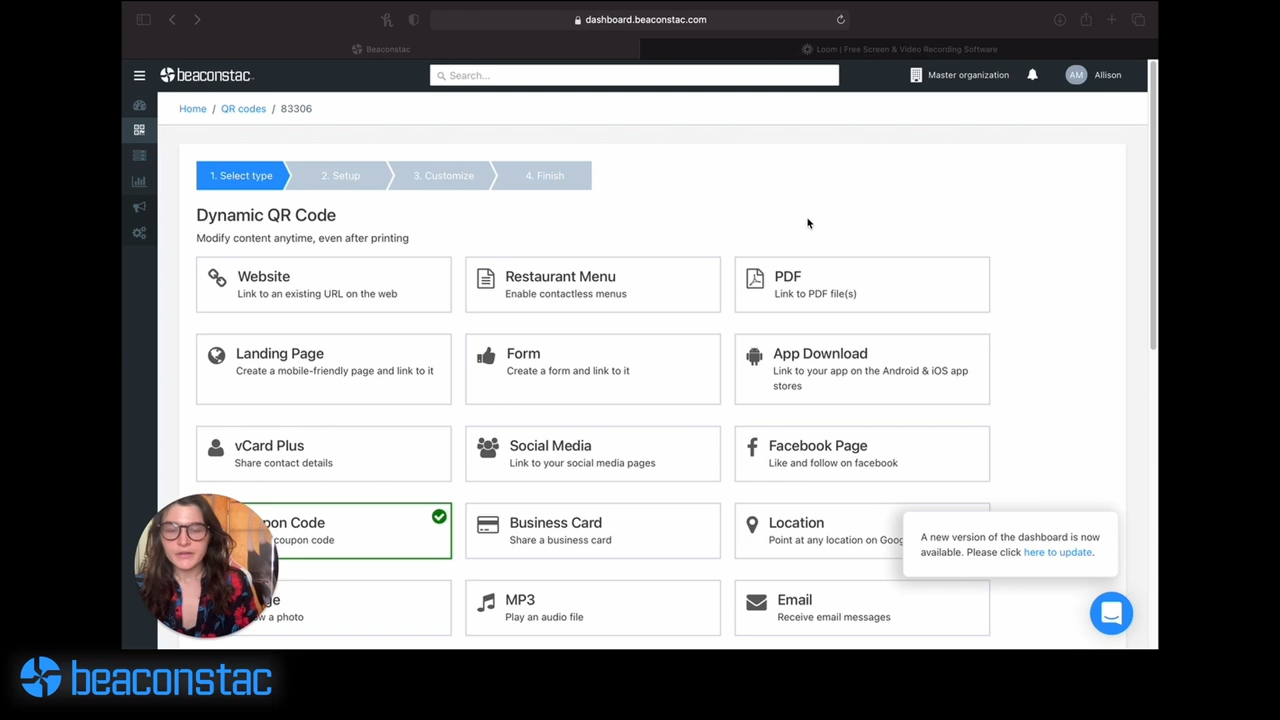 dashboard.beaconstac.com
Beaconstac
Loom | Free Screen & Video Recording Software
beaconstac
Search...
Master organization
AM
Allison
Home / QR codes / 83306
1. Select type
2. Setup
3. Customize
4. Finish
Dynamic QR Code
Modify content anytime, even after printing
Website
Link to an existing URL on the web
Restaurant Menu
Enable contactless menus
PDF
Link to PDF file(s)
Landing Page
Create a mobile-friendly page and link to it
Form
Create a form and link to it
App Download
Link to your app on the Android & iOS app
stores
vCard Plus
Share contact details
Social Media
Link to your social media pages
Facebook Page
Like and follow on facebook
pon Code
coupon code
Business Card
Share a business card
Location
Point at any location on Goog
A new version of the dashboard is now
available. Please click here to update.
ge
w a photo
MP3
Play an audio file
Email
Receive email messages
beaconstac